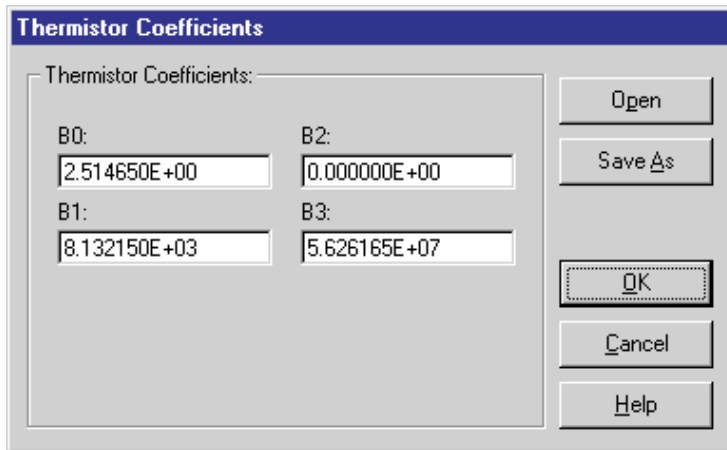 Thermistor Coefficients
Thermistor Coefficients:
B0:
2.514650E+00
B2:
0.000000E+00
B1:
8.132150E+03
B3:
5.626165E+07
Open
Save As
OK
Cancel
Help